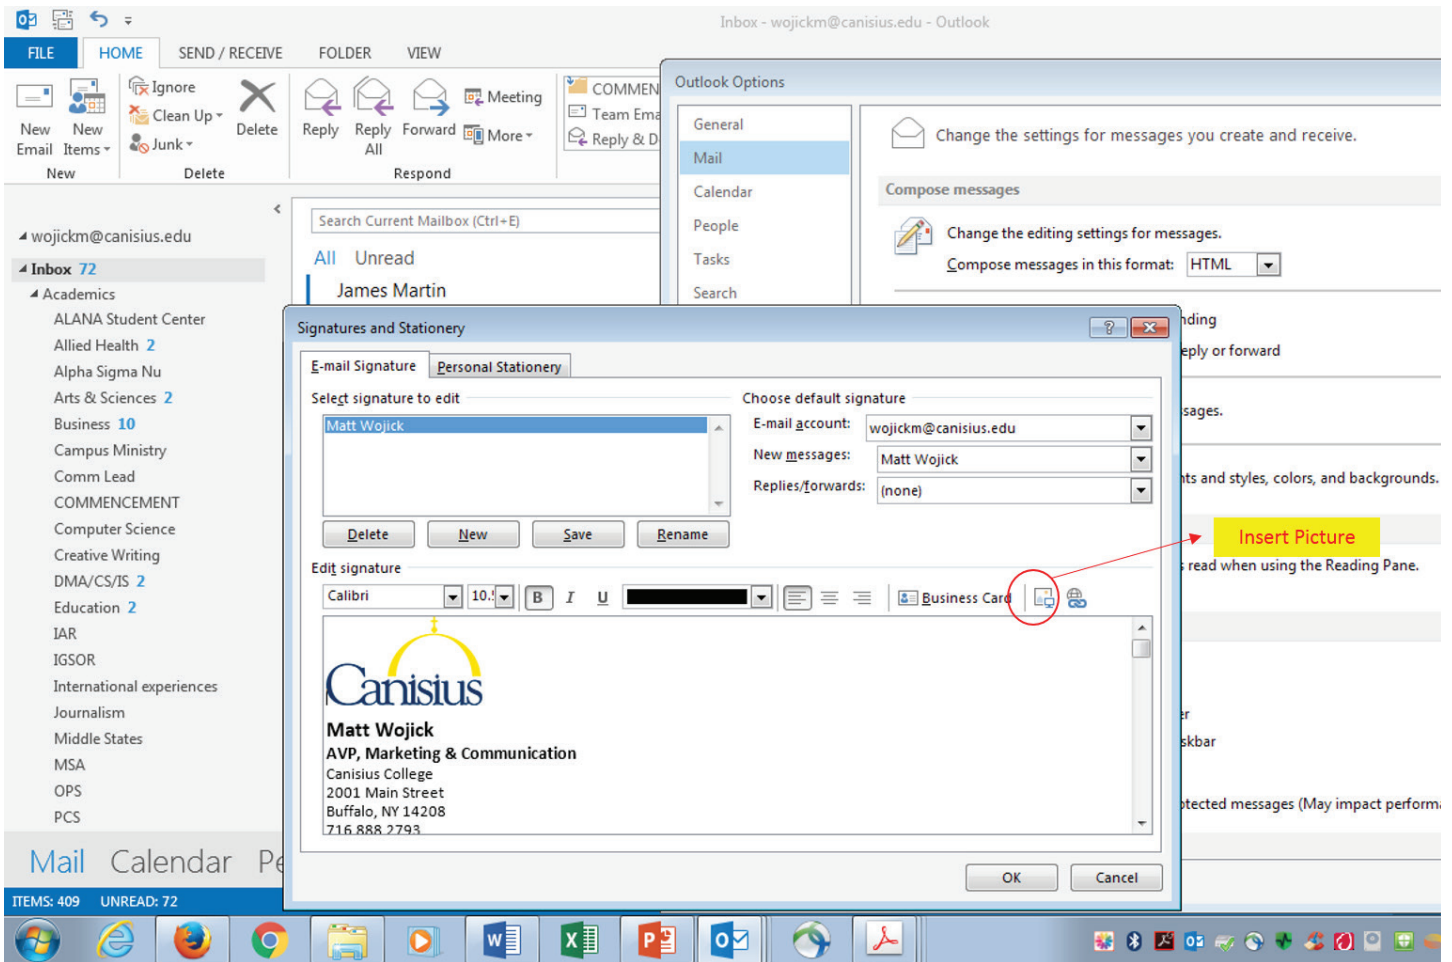 Inbox - wojickm@canisius.edu - Outlook
FILE
HOME
SEND / RECEIVE
FOLDER
VIEW
New Email
New Items
Ignore
Clean Up
Junk
Delete
Reply
Reply All
Forward
Meeting
More
COMMEN
Team Ema
Reply & D
New
Delete
Respond
wojickm@canisius.edu
Inbox 72
Academics
ALANA Student Center
Allied Health 2
Alpha Sigma Nu
Arts & Sciences 2
Business 10
Campus Ministry
Comm Lead
COMMENCEMENT
Computer Science
Creative Writing
DMA/CS/IS 2
Education 2
IAR
IGSOR
International experiences
Journalism
Middle States
MSA
OPS
PCS
Mail
Calendar
Pe
ITEMS: 409
UNREAD: 72
Search Current Mailbox (Ctrl+E)
All
Unread
James Martin
Outlook Options
General
Mail
Calendar
People
Tasks
Search
Change the settings for messages you create and receive.
Compose messages
Change the editing settings for messages.
Compose messages in this format:
HTML
nding
eply or forward
sages.
nts and styles, colors, and backgrounds.
Insert Picture
s read when using the Reading Pane.
er
skbar
otected messages (May impact performa
Signatures and Stationery
E-mail Signature
Personal Stationery
Select signature to edit
Matt Wojick
Delete
New
Save
Rename
Choose default signature
E-mail account:
wojickm@canisius.edu
New messages:
Matt Wojick
Replies/forwards:
(none)
Edit signature
Calibri
10.
B
I
U
Business Card
Canisius
Matt Wojick
AVP, Marketing & Communication
Canisius College
2001 Main Street
Buffalo, NY 14208
716 888 2793
OK
Cancel